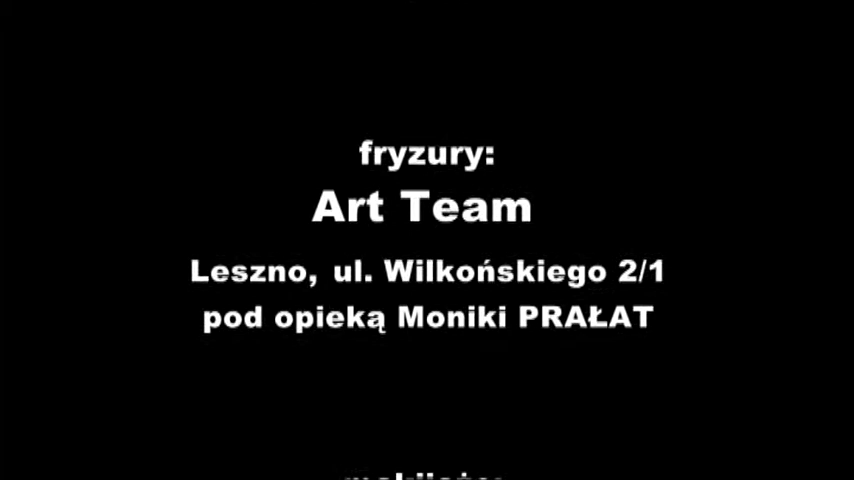 fryzury:
Art Team
Leszno, ul. Wilkońskiego 2/1
pod opieką Moniki PRAŁAT